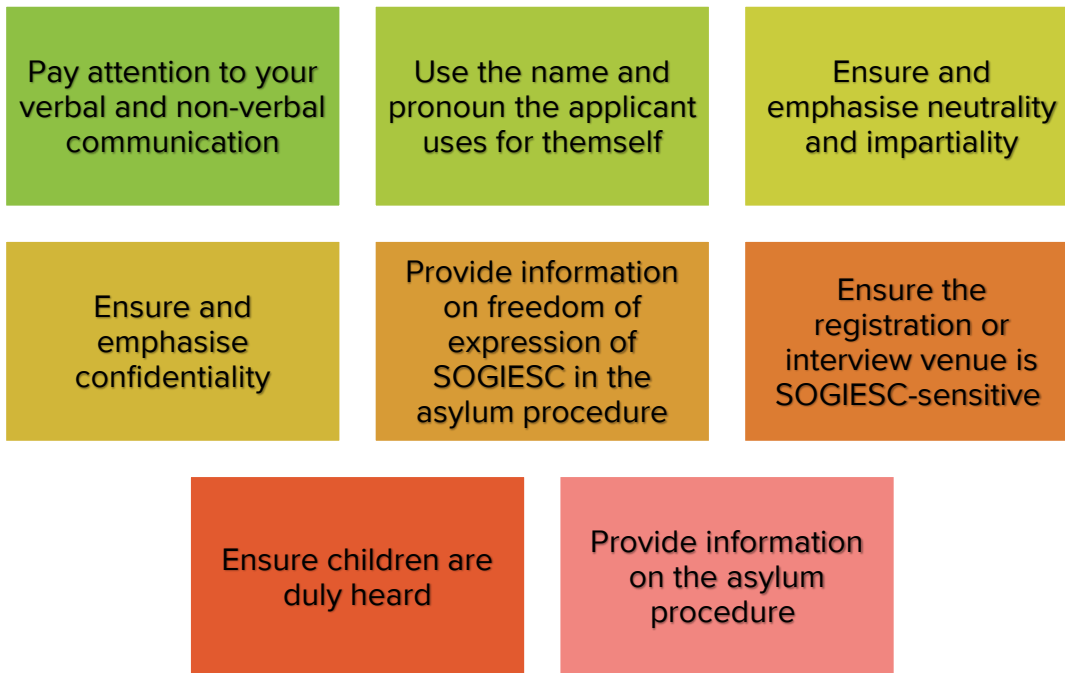 Pay attention to your
verbal and non-verbal
communication
Use the name and
pronoun the applicant
uses for themself
Ensure and
emphasise neutrality
and impartiality
Ensure and
emphasise
confidentiality
Provide information
on freedom of
expression of
SOGIESC in the
asylum procedure
Ensure the
registration or
interview venue is
SOGIESC-sensitive
Ensure children are
duly heard
Provide information
on the asylum
procedure